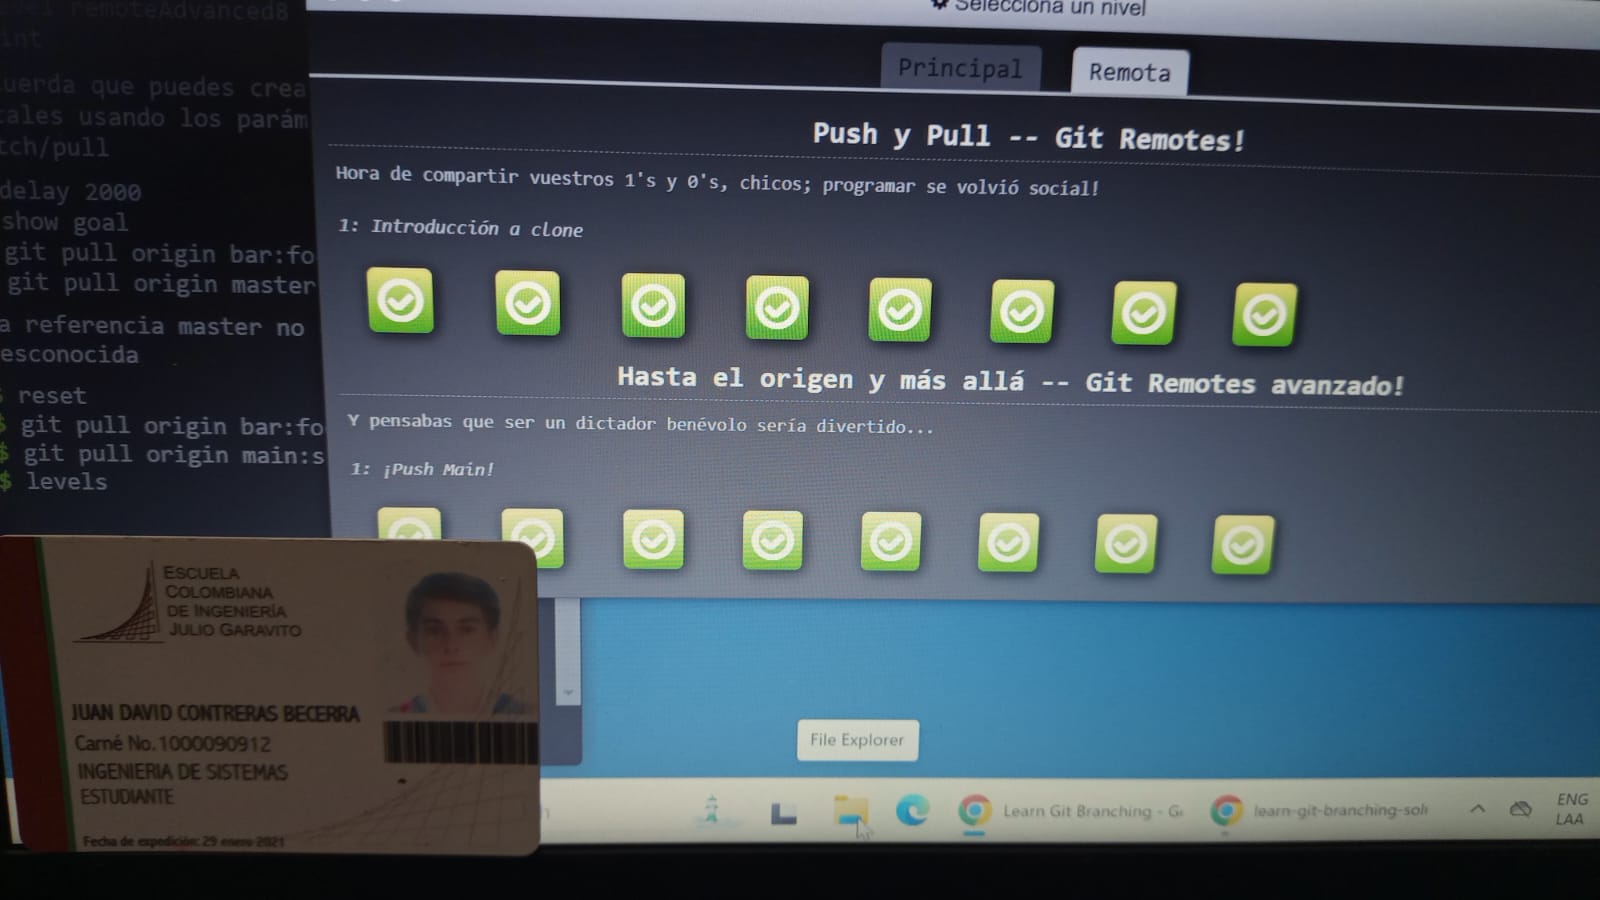 vel remoteAdvanced8
int
uerda que puedes crea
cales usando los parám
tch/pull
delay 2000
show goal
git pull origin bar:fo
git pull origin master
a referencia master no
esconocida
$ reset
$ git pull origin bar:fo
$ git pull origin main:s
$ levels
Selecciona un nivel
Principal
Remota
Push y Pull -- Git Remotes!
Hora de compartir vuestros 1's y 0's, chicos; programar se volvió social!
1: Introducción a clone
Hasta el origen y más allá -- Git Remotes avanzado!
Y pensabas que ser un dictador benévolo sería divertido...
1: ¡Push Main!
ESCUELA
COLOMBIANA
DE INGENIERÍA
JULIO GARAVITO
JUAN DAVID CONTRERAS BECERRA
Carné No. 1000090912
INGENIERIA DE SISTEMAS
ESTUDIANTE
Fecha de expedición: 29 enero 2021
File Explorer
Learn Git Branching - G
learn-git-branching-solu
ENG
LAA